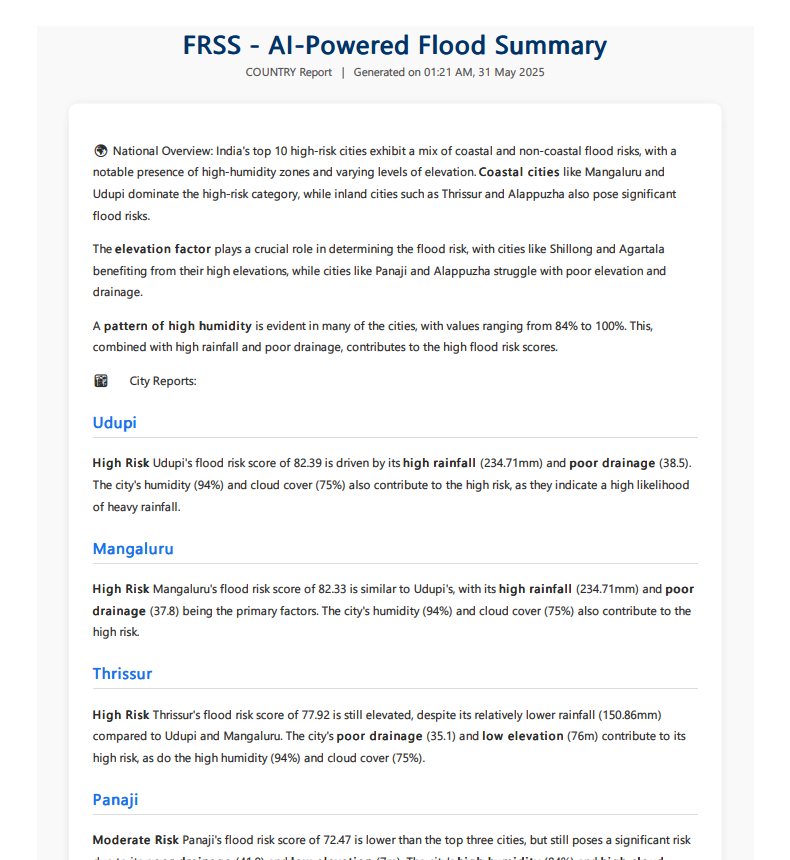 FRSS - AI-Powered Flood Summary
COUNTRY Report | Generated on 01:21 AM, 31 May 2025
National Overview: India's top 10 high-risk cities exhibit a mix of coastal and non-coastal flood risks, with a
notable presence of high-humidity zones and varying levels of elevation. Coastal cities like Mangaluru and
Udupi dominate the high-risk category, while inland cities such as Thrissur and Alappuzha also pose significant
flood risks.
The elevation factor plays a crucial role in determining the flood risk, with cities like Shillong and Agartala
benefiting from their high elevations, while cities like Panaji and Alappuzha struggle with poor elevation and
drainage.
A pattern of high humidity is evident in many of the cities, with values ranging from 84% to 100%. This,
combined with high rainfall and poor drainage, contributes to the high flood risk scores.
City Reports:
Udupi
High Risk Udupi's flood risk score of 82.39 is driven by its high rainfall (234.71mm) and poor drainage (38.5).
The city's humidity (94%) and cloud cover (75%) also contribute to the high risk, as they indicate a high likelihood
of heavy rainfall.
Mangaluru
High Risk Mangaluru's flood risk score of 82.33 is similar to Udupi's, with its high rainfall (234.71mm) and poor
drainage (37.8) being the primary factors. The city's humidity (94%) and cloud cover (75%) also contribute to the
high risk.
Thrissur
High Risk Thrissur's flood risk score of 77.92 is still elevated, despite its relatively lower rainfall (150.86mm)
compared to Udupi and Mangaluru. The city's poor drainage (35.1) and low elevation (76m) contribute to its
high risk, as do the high humidity (94%) and cloud cover (75%).
Panaji
Moderate Risk Panaji's flood risk score of 72.47 is lower than the top three cities, but still poses a significant risk